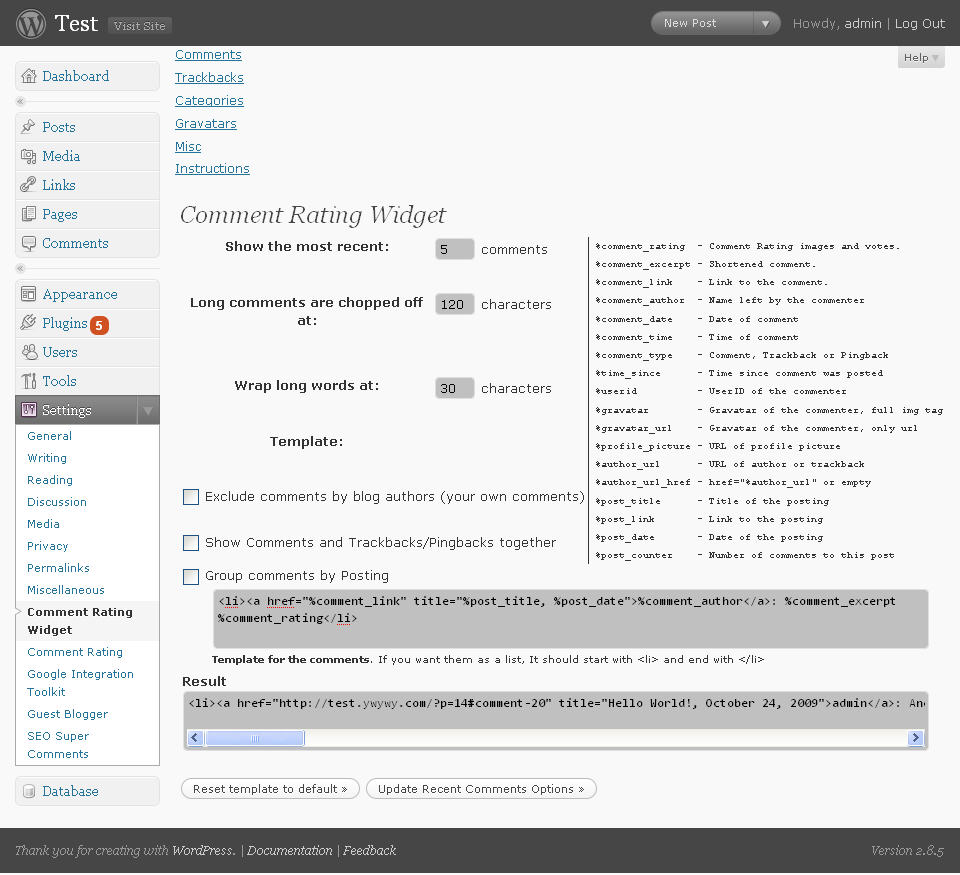 Test Visit Site New Post Howdy, admin | Log Out
Help
Dashboard
Posts
Media
Links
Pages
Comments
Appearance
Plugins 5
Users
Tools
Settings
General
Writing
Reading
Discussion
Media
Privacy
Permalinks
Miscellaneous
Comment Rating
Widget
Comment Rating
Google Integration
Toolkit
Guest Blogger
SEO Super
Comments
Database
Comments
Trackbacks
Categories
Gravatars
Misc
Instructions
Comment Rating Widget
Show the most recent: 5 comments
Long comments are chopped off
at: 120 characters
Wrap long words at: 30 characters
Template:
%comment_rating - Comment Rating images and votes.
%comment_excerpt - Shortened comment.
%comment_link - Link to the comment.
%comment_author - Name left by the commenter
%comment_date - Date of comment
%comment_time - Time of comment
%comment_type - Comment, Trackback or Pingback
%time_since - Time since comment was posted
%userid - UserID of the commenter
%gravatar - Gravatar of the commenter, full img tag
%gravatar_url - Gravatar of the commenter, only url
%profile_picture - URL of profile picture
%author_url - URL of author or trackback
%author_url_href - href="%author_url" or empty
%post_title - Title of the posting
%post_link - Link to the posting
%post_date - Date of the posting
%post_counter - Number of comments to this post
Exclude comments by blog authors (your own comments)
Show Comments and Trackbacks/Pingbacks together
Group comments by Posting
<li><a href="%comment_link" title="%post_title, %post_date">%comment_author</a>: %comment_excerpt
%comment_rating</li>
Template for the comments. If you want them as a list, It should start with <li> and end with </li>
Result
<li><a href="http://test.ywywy.com/?p=14#comment-20" title="Hello World!, October 24, 2009">admin</a>: An
Reset template to default » Update Recent Comments Options »
Thank you for creating with WordPress. | Documentation | Feedback Version 2.8.5